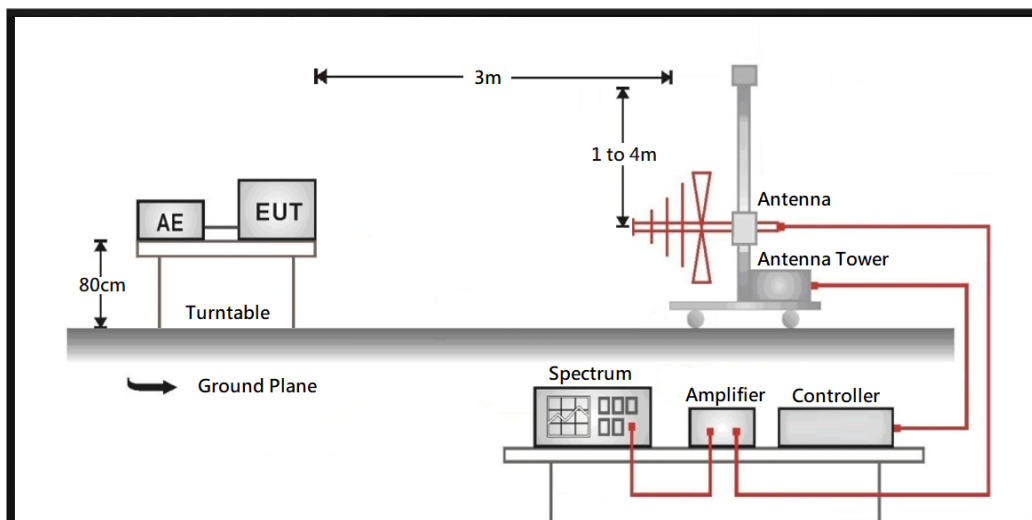 3m
1 to 4m
Antenna
AE
EUT
Antenna Tower
80cm
Turntable
Ground Plane
Spectrum
Amplifier
Controller